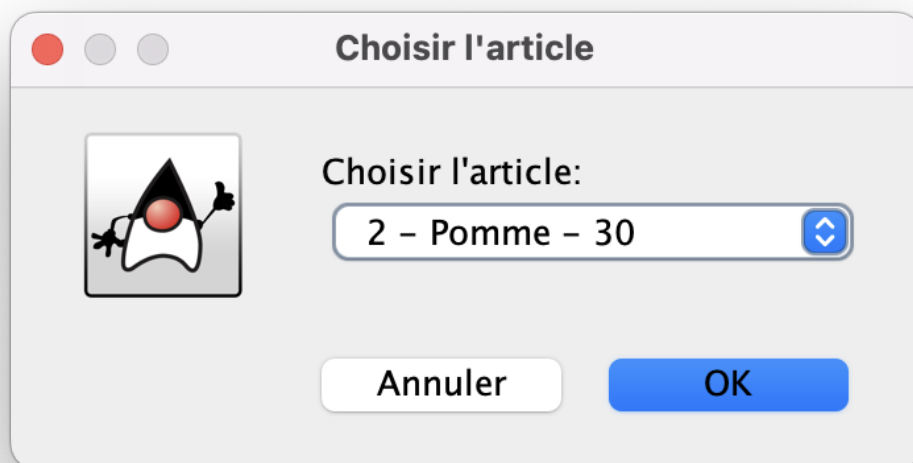 Choisir l'article
Choisir l'article:
2 – Pomme – 30
Annuler
OK